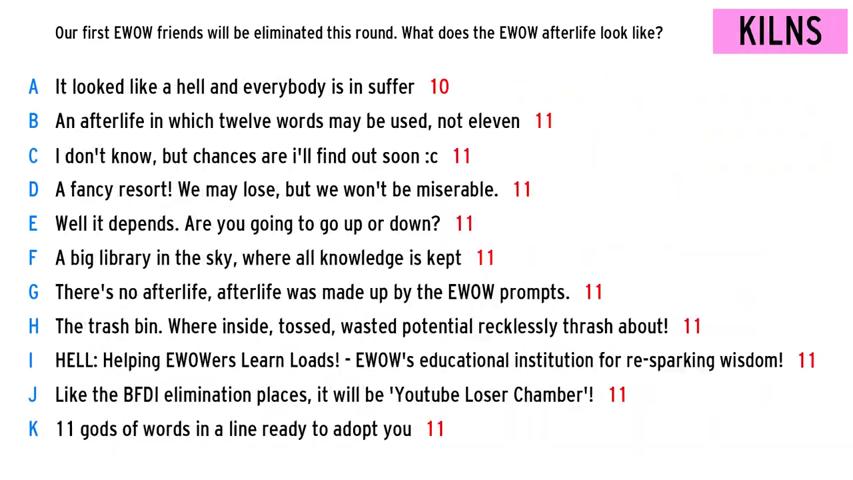 Our first EWOW friends will be eliminated this round. What does the EWOW afterlife look like? KILNS
A It looked like a hell and everybody is in suffer 10
B An afterlife in which twelve words may be used, not eleven 11
C I don't know, but chances are i'll find out soon :c 11
D A fancy resort! We may lose, but we won't be miserable. 11
E Well it depends. Are you going to go up or down? 11
F A big library in the sky, where all knowledge is kept 11
G There's no afterlife, afterlife was made up by the EWOW prompts. 11
H The trash bin. Where inside, tossed, wasted potential recklessly thrash about! 11
I HELL: Helping EWOWers Learn Loads! - EWOW's educational institution for re-sparking wisdom! 11
J Like the BFDI elimination places, it will be 'Youtube Loser Chamber'! 11
K 11 gods of words in a line ready to adopt you 11